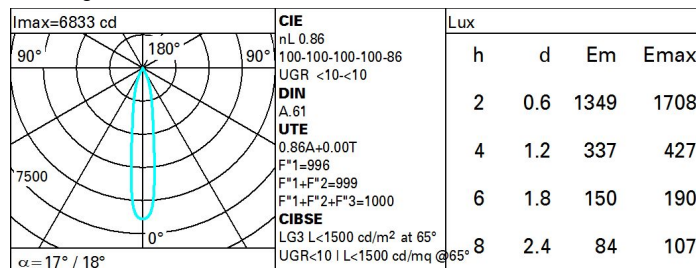 Imax=6833 cd
90° 180° 90°
7500
0°
α=17° / 18°
CIE
nL 0.86
100-100-100-100-86
UGR <10-<10
DIN
A.61
UTE
0.86A+0.00T
F"1=996
F"1+F"2=999
F"1+F"2+F"3=1000
CIBSE
LG3 L<1500 cd/m² at 65°
UGR<10 | L<1500 cd/mq @65°
Lux
h d Em Emax
2 0.6 1349 1708
4 1.2 337 427
6 1.8 150 190
8 2.4 84 107